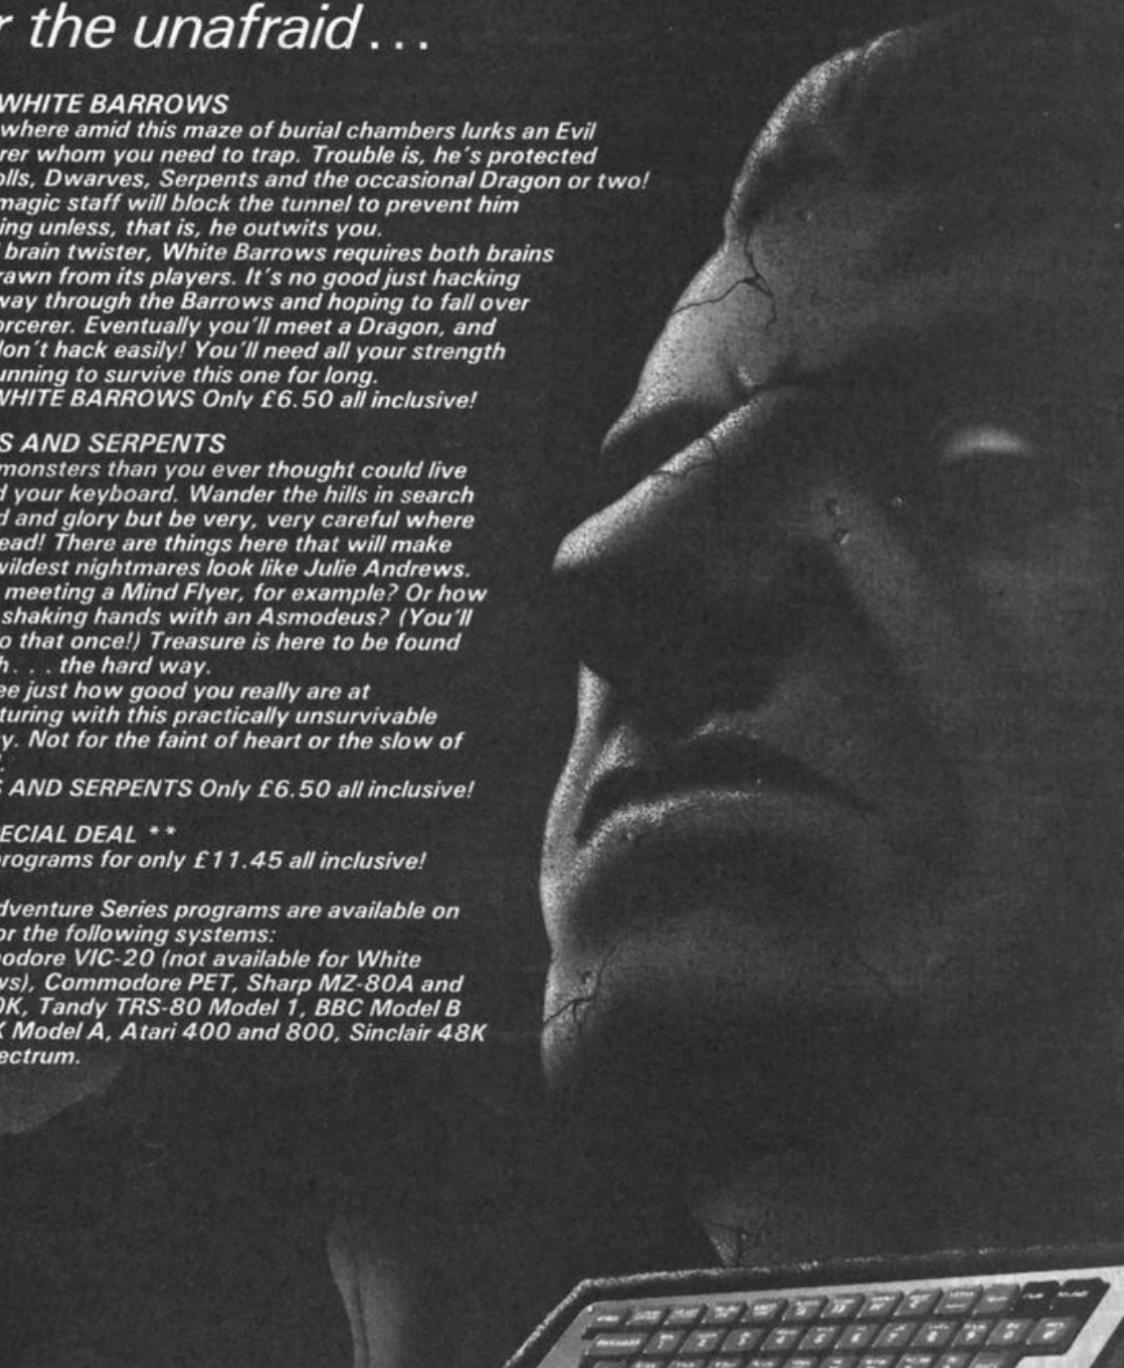 r the unafraid...
WHITE BARROWS
where amid this maze of burial chambers lurks an Evil
rer whom you need to trap. Trouble is, he's protected
olls, Dwarves, Serpents and the occasional Dragon or two!
magic staff will block the tunnel to prevent him
ing unless, that is, he outwits you.
brain twister, White Barrows requires both brains
rawn from its players. It's no good just hacking
way through the Barrows and hoping to fall over
orcerer. Eventually you'll meet a Dragon, and
don't hack easily! You'll need all your strength
unning to survive this one for long.
WHITE BARROWS Only £6.50 all inclusive!
S AND SERPENTS
monsters than you ever thought could live
d your keyboard. Wander the hills in search
d and glory but be very, very careful where
ead! There are things here that will make
wildest nightmares look like Julie Andrews.
meeting a Mind Flyer, for example? Or how
shaking hands with an Asmodeus? (You'll
o that once!) Treasure is here to be found
h. . . the hard way.
ee just how good you really are at
turing with this practically unsurvivable
y. Not for the faint of heart or the slow of
S AND SERPENTS Only £6.50 all inclusive!
ECIAL DEAL **
rograms for only £11.45 all inclusive!
dventure Series programs are available on
or the following systems:
odore VIC-20 (not available for White
ws), Commodore PET, Sharp MZ-80A and
0K, Tandy TRS-80 Model 1, BBC Model B
K Model A, Atari 400 and 800, Sinclair 48K
ectrum.